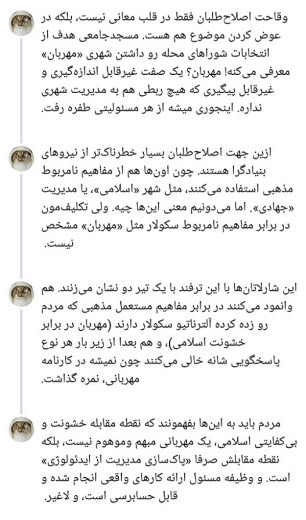 وقاحت اصلاح‌طلبان فقط در قلب معانی نیست، بلکه در
عوض کردن موضوع هم هست. مسجدجامعی هدف از
انتخابات شوراهای محله رو داشتن شهری «مهربان»
معرفی می‌کنه! مهربان؟ یک صفت غیرقابل اندازه‌گیری و
غیرقابل پیگیری که هیچ ربطی هم به مدیریت شهری
نداره. اینجوری میشه از هر مسئولیتی طفره رفت.
ازین جهت اصلاح‌طلبان بسیار خطرناک‌تر از نیروهای
بنیادگرا هستند. چون اون‌ها هم از مفاهیم نامربوط
مذهبی استفاده می‌کنند، مثل شهر «اسلامی»، یا مدیریت
«جهادی». اما می‌دونیم معنی این‌ها چیه. ولی تکلیف‌مون
در برابر مفاهیم نامربوط سکولار مثل «مهربان» مشخص
نیست.
این شارلاتان‌ها با این ترفند با یک تیر دو نشان می‌زنند. هم
وانمود می‌کنند در برابر مفاهیم مستعمل مذهبی که مردم
رو زده کرده آلترناتیو سکولار دارند (مهربان در برابر
خشونت اسلامی)، و هم بعدا از زیر بار هر نوع
پاسخگویی شانه خالی می‌کنند چون نمیشه در کارنامه
مهربانی، نمره گذاشت.
مردم باید به این‌ها بفهمونند که نقطه مقابله خشونت و
بی‌کفایتی اسلامی، یک مهربانی مبهم وموهوم نیست، بلکه
نقطه مقابلش صرفا «پاک‌سازی مدیریت از ایدئولوژی»
است. و وظیفه مسئول ارائه کارهای واقعی انجام شده و
قابل حسابرسی است، و لاغیر.